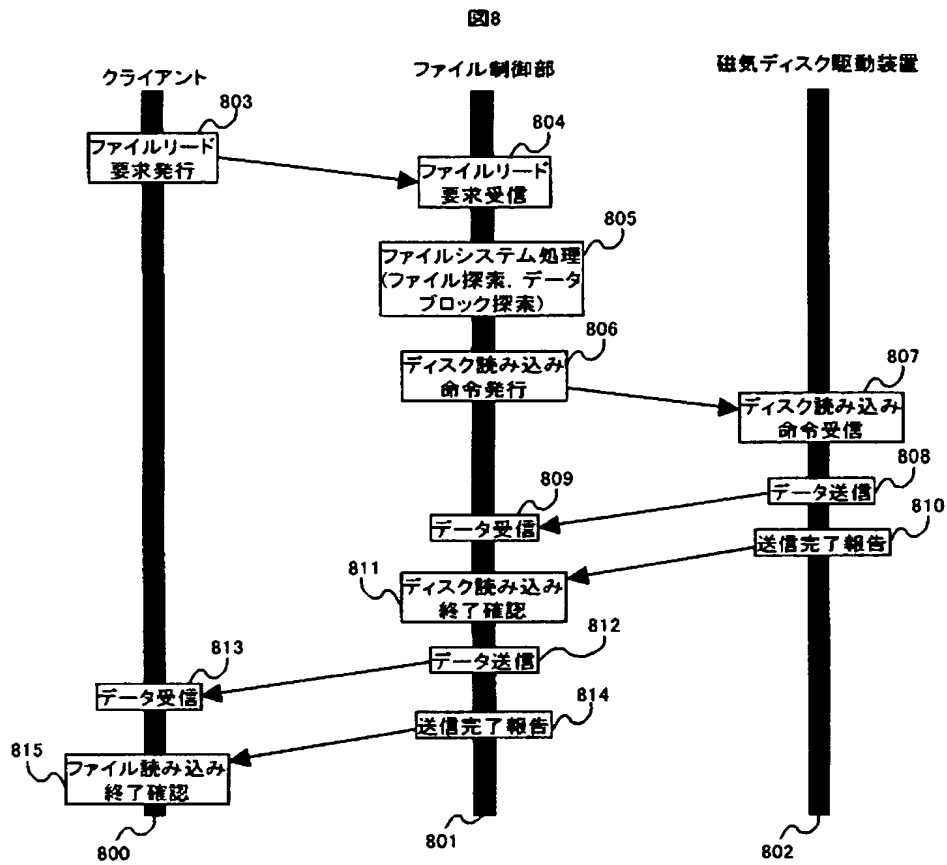 図8
クライアント
ファイル制御部
磁気ディスク駆動装置
803
ファイルリード
要求発行
804
ファイルリード
要求受信
805
ファイルシステム処理
(ファイル探索，データ
ブロック探索)
806
ディスク読み込み
命令発行
807
ディスク読み込み
命令受信
808
データ送信
809
データ受信
810
送信完了報告
811
ディスク読み込み
終了確認
812
データ送信
813
データ受信
814
送信完了報告
815
ファイル読み込み
終了確認
800
801
802